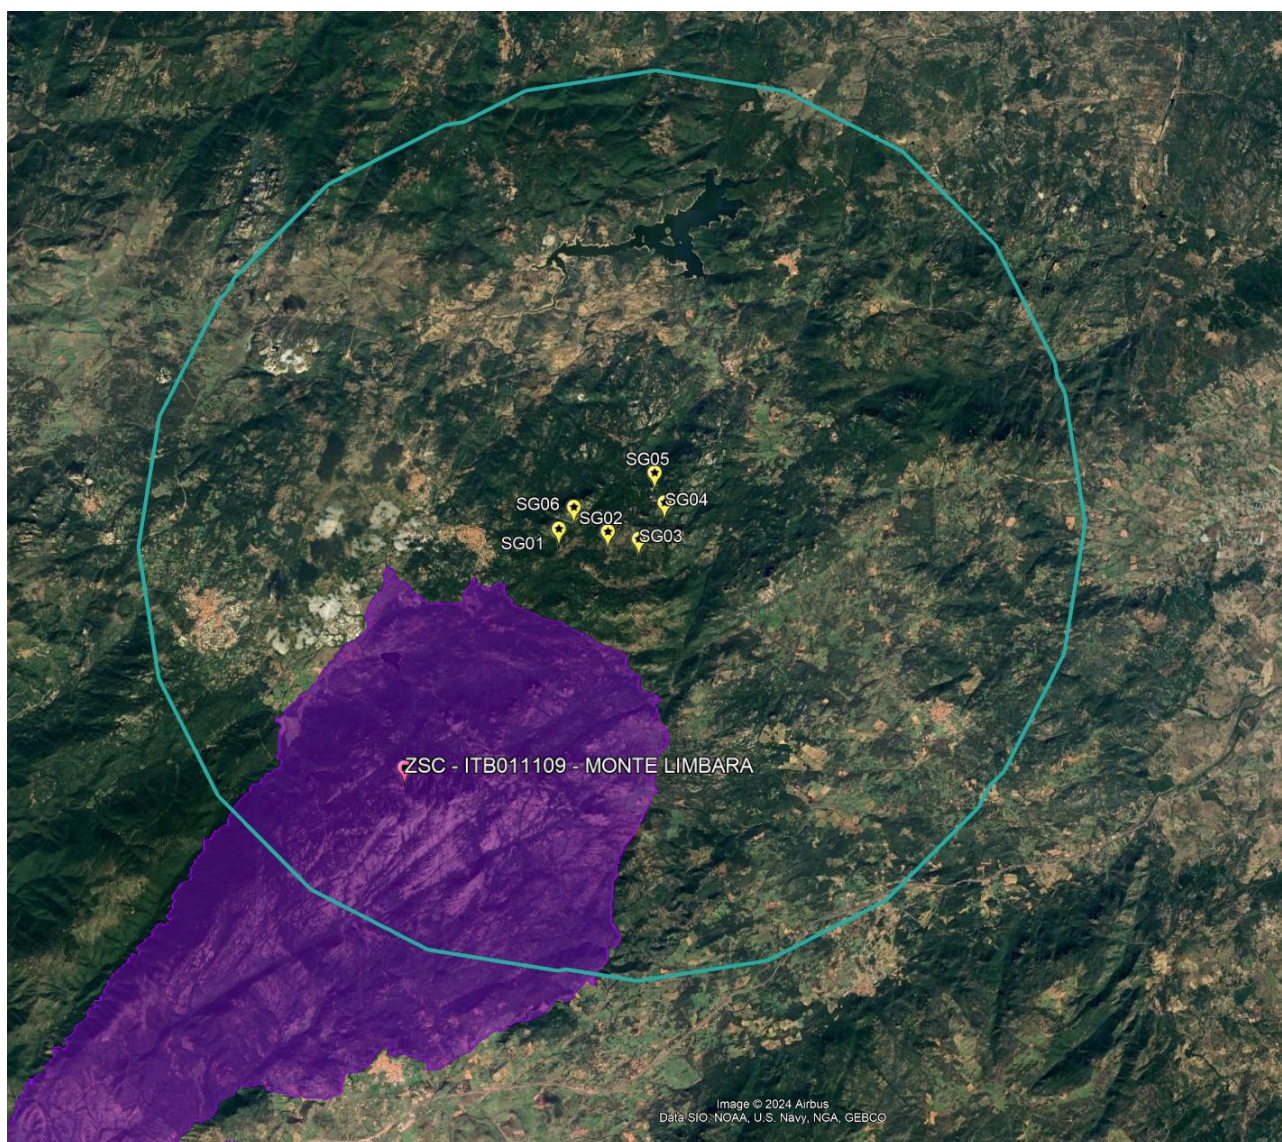 SG05
SG06
SG04
SG02
SG01
SG03
ZSC - ITB011109 - MONTE LIMBARA
Image © 2024 Airbus
Data SIO, NOAA, U.S. Navy, NGA, GEBCO